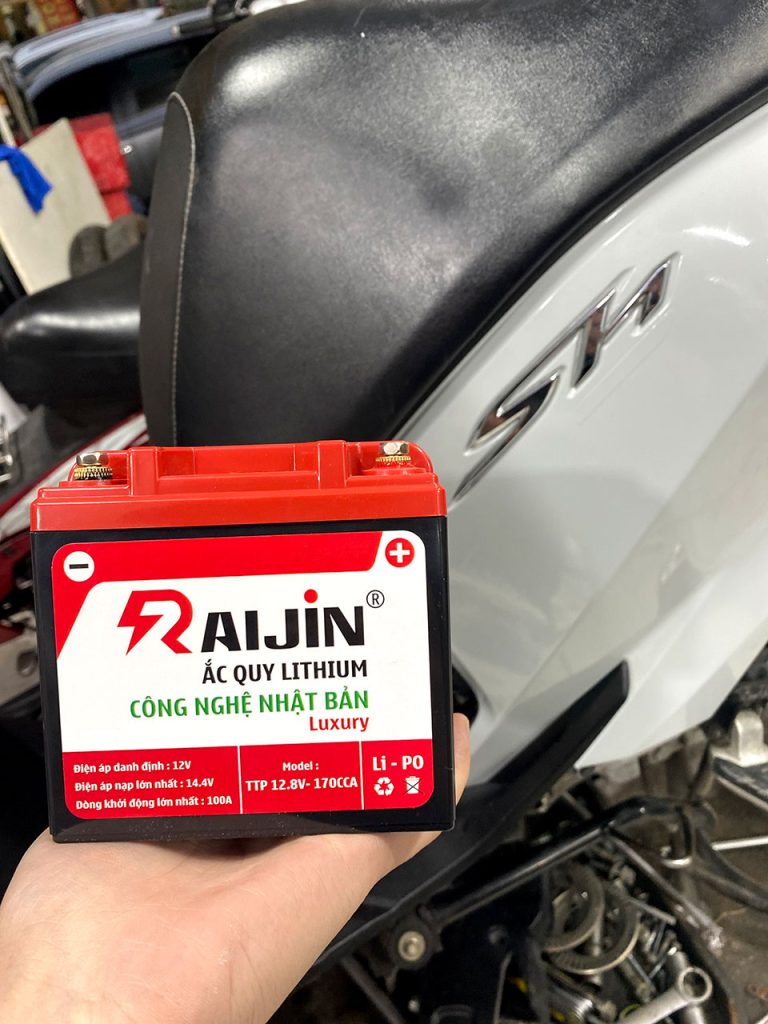 SH
− +
RAIJIN®
ẮC QUY LITHIUM
CÔNG NGHỆ NHẬT BẢN
Luxury
Điện áp danh định : 12V
Điện áp nạp lớn nhất : 14.4V
Dòng khởi động lớn nhất : 100A
Model :
TTP 12.8V- 170CCA
Li - PO